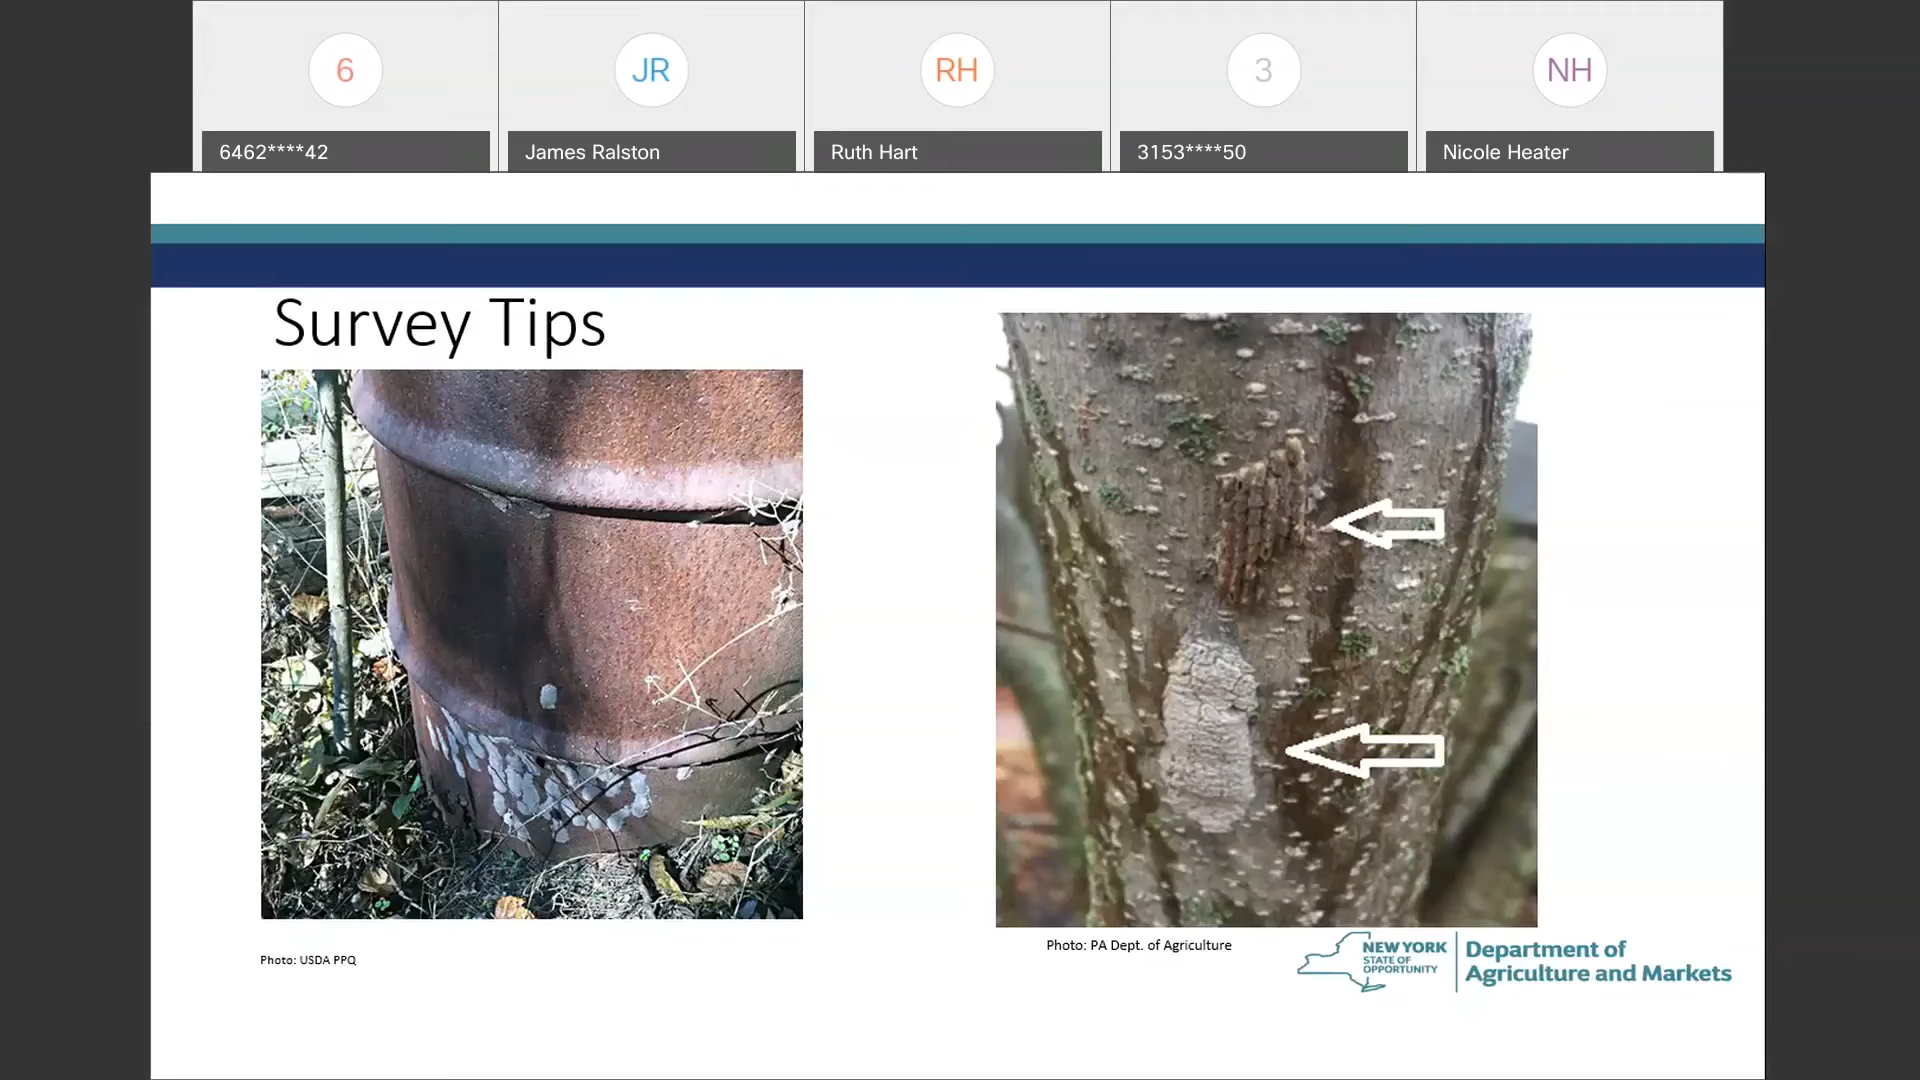 6
JR
RH
3
NH
6462****42
James Ralston
Ruth Hart
3153****50
Nicole Heater
Survey Tips
Photo: USDA PPQ
Photo: PA Dept. of Agriculture
NEW YORK
STATE OF
OPPORTUNITY
Department of
Agriculture and Markets